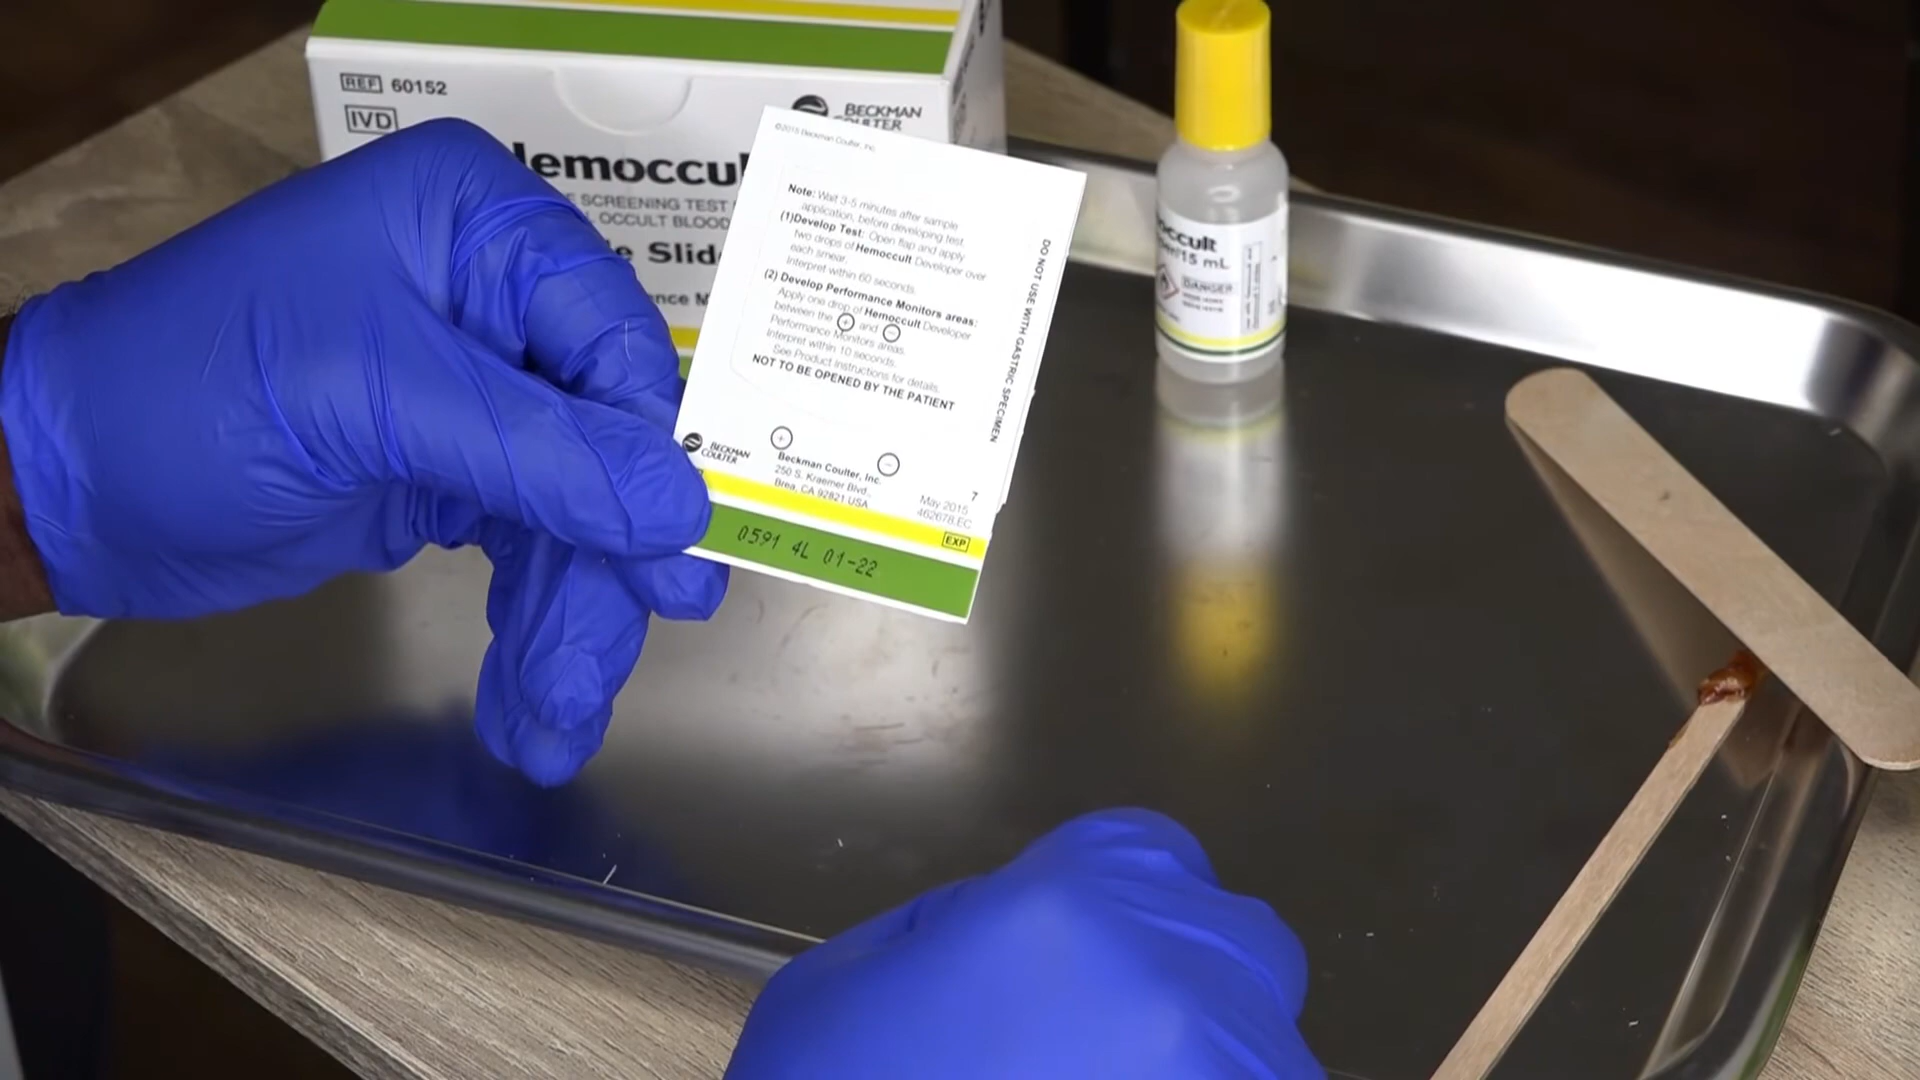 REF 60152
IVD
BECKMAN
COULTER
emoccul
E SCREENING TEST
L OCCULT BLOOD
e Slid
ence M
©2015 Beckman Coulter, Inc.
Note: Wait 3-5 minutes after sample
application, before developing test.
(1)Develop Test: Open flap and apply
two drops of Hemoccult Developer over
each smear.
Interpret within 60 seconds.
(2) Develop Performance Monitors areas:
Apply one drop of Hemoccult Developer
between the + and −
Performance Monitors areas.
Interpret within 10 seconds.
See Product Instructions for details.
NOT TO BE OPENED BY THE PATIENT
DO NOT USE WITH GASTRIC SPECIMEN
+
−
BECKMAN
COULTER
Beckman Coulter, Inc.
250 S. Kraemer Blvd.,
Brea, CA 92821 USA
7
May 2015
462678.EC
EXP
0591 4L 01-22
occult
15 mL
DANGER